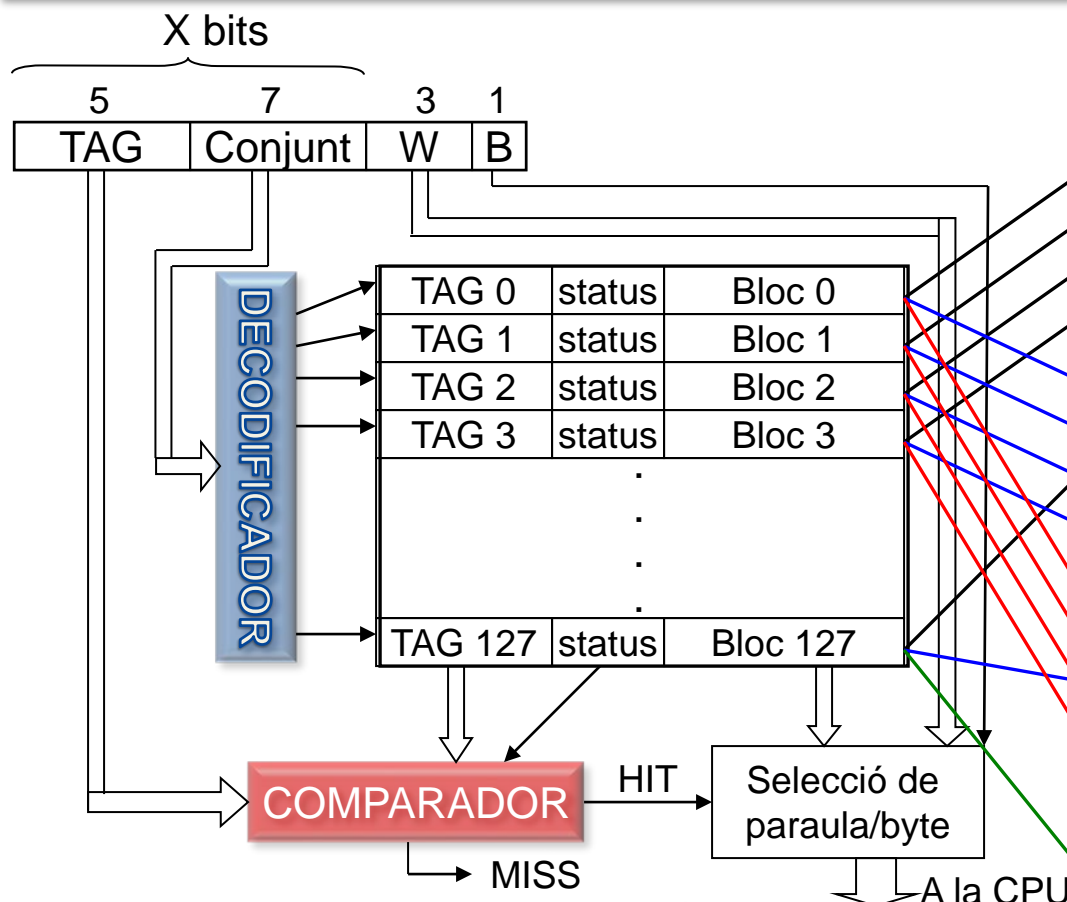 X bits
5 7 3 1
TAG Conjunt W B
DECODIFICADOR
TAG 0 status Bloc 0
TAG 1 status Bloc 1
TAG 2 status Bloc 2
TAG 3 status Bloc 3
.
.
.
.
TAG 127 status Bloc 127
COMPARADOR
HIT
Selecció de
paraula/byte
MISS
A la CPU